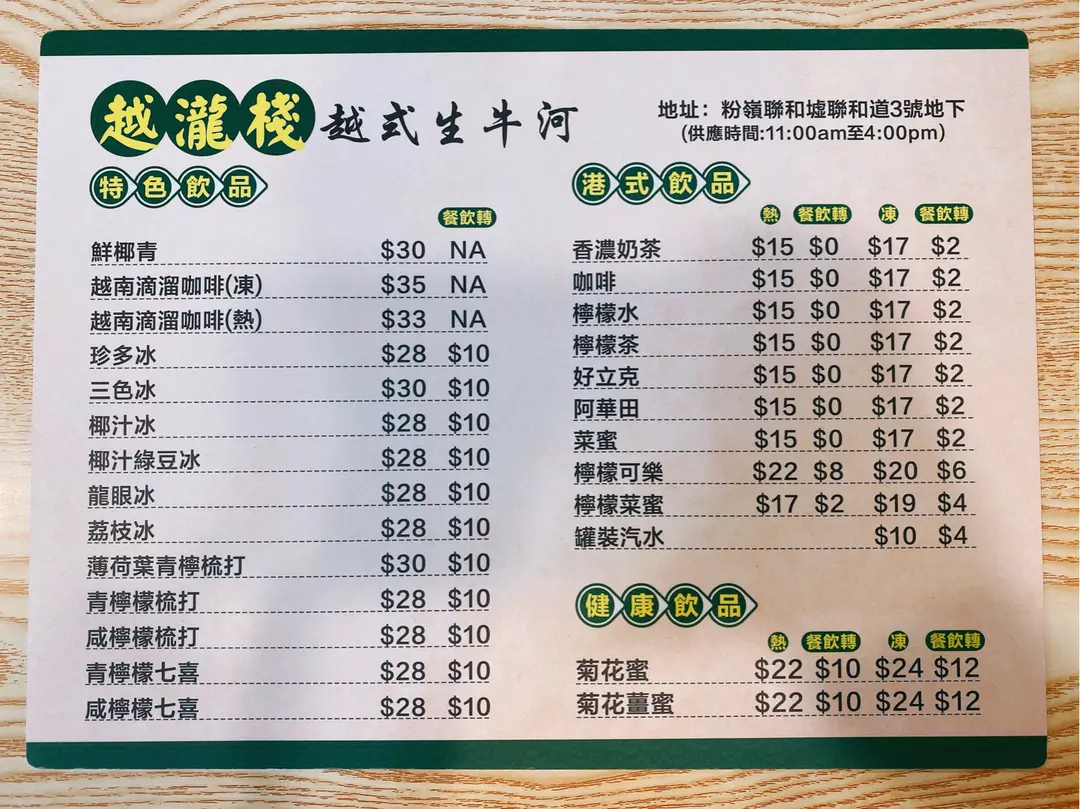 越瀧棧 越式生牛河
地址：粉嶺聯和墟聯和道3號地下
(供應時間:11:00am至4:00pm)
特色飲品
餐飲轉
鮮椰青 $30 NA
越南滴溜咖啡(凍) $35 NA
越南滴溜咖啡(熱) $33 NA
珍多冰 $28 $10
三色冰 $30 $10
椰汁冰 $28 $10
椰汁綠豆冰 $28 $10
龍眼冰 $28 $10
荔枝冰 $28 $10
薄荷葉青檸梳打 $30 $10
青檸檬梳打 $28 $10
咸檸檬梳打 $28 $10
青檸檬七喜 $28 $10
咸檸檬七喜 $28 $10
港式飲品
熱 餐飲轉 凍 餐飲轉
香濃奶茶 $15 $0 $17 $2
咖啡 $15 $0 $17 $2
檸檬水 $15 $0 $17 $2
檸檬茶 $15 $0 $17 $2
好立克 $15 $0 $17 $2
阿華田 $15 $0 $17 $2
菜蜜 $15 $0 $17 $2
檸檬可樂 $22 $8 $20 $6
檸檬菜蜜 $17 $2 $19 $4
罐裝汽水 $10 $4
健康飲品
熱 餐飲轉 凍 餐飲轉
菊花蜜 $22 $10 $24 $12
菊花薑蜜 $22 $10 $24 $12